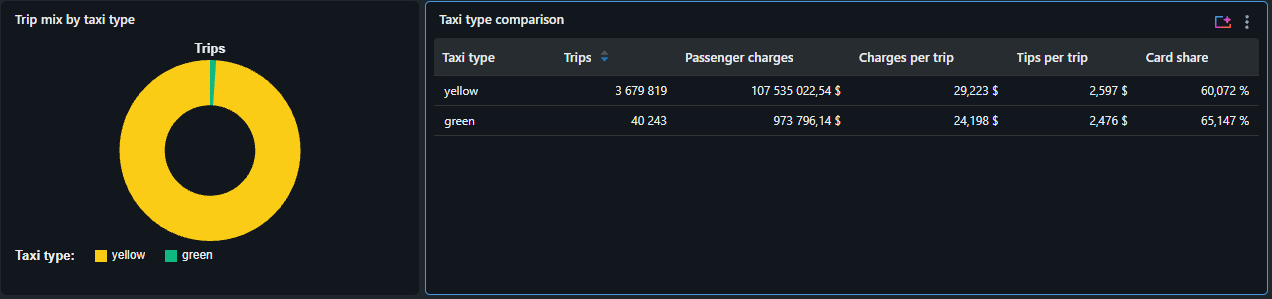 Trip mix by taxi type
Trips
Taxi type: yellow green
Taxi type comparison
Taxi type Trips Passenger charges Charges per trip Tips per trip Card share
yellow 3 679 819 107 535 022,54 $ 29,223 $ 2,597 $ 60,072 %
green 40 243 973 796,14 $ 24,198 $ 2,476 $ 65,147 %